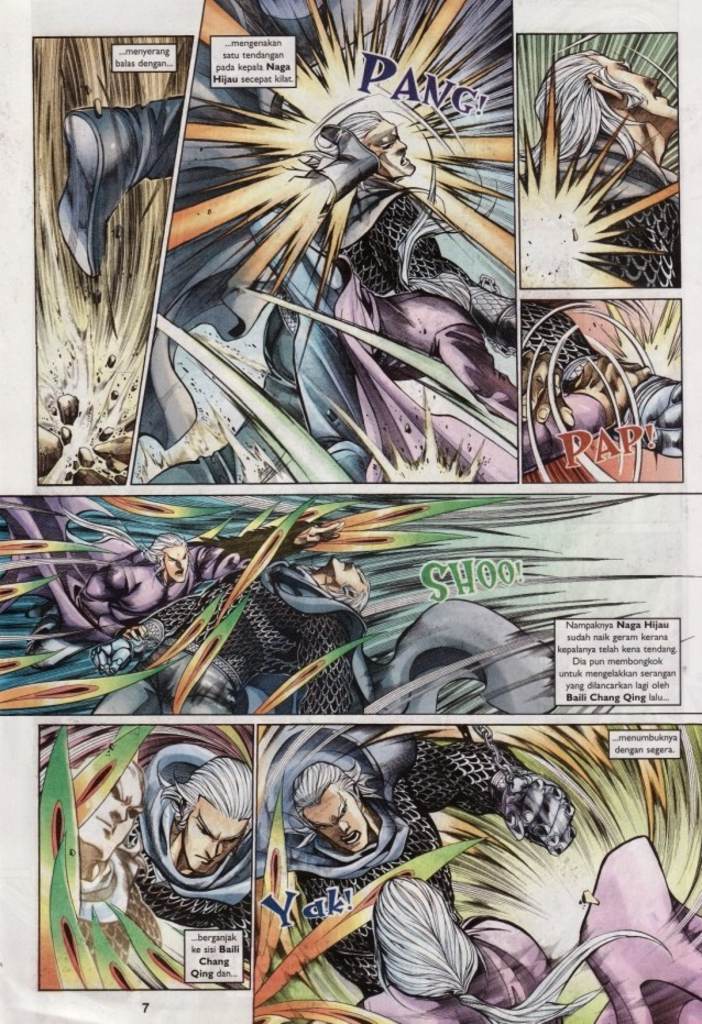 ...menyerang
balas dengan...
...mengenakan
satu tendangan
pada kepala Naga
Hijau secepat kilat.
PANG!
PAP!
SHOO!
Nampaknya Naga Hijau
sudah naik geram kerana
kepalanya telah kena tendang.
Dia pun membongkok
untuk mengelakkan serangan
yang dilancarkan lagi oleh
Baili Chang Qing lalu...
...berganjak
ke sisi Baili
Chang
Qing dan...
...menumbuknya
dengan segera.
Yak!
7